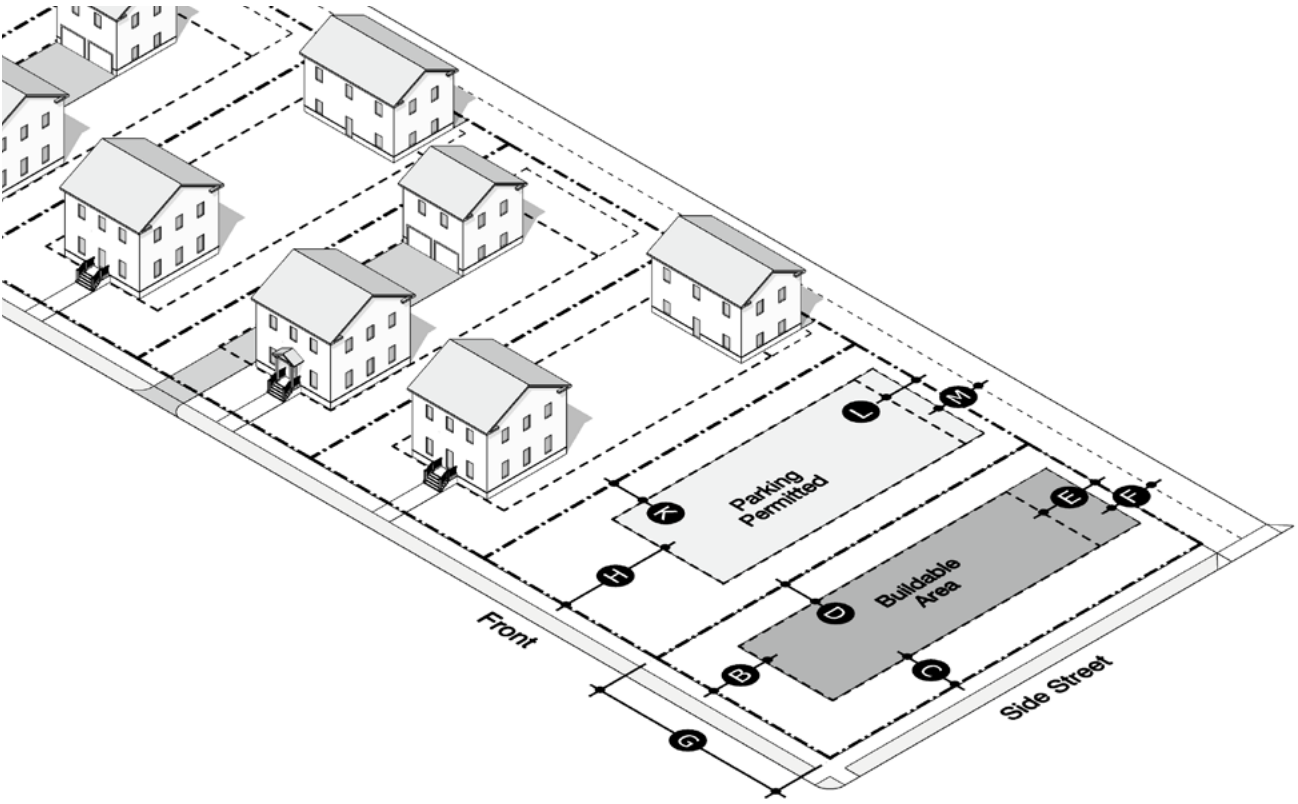 M
L
Parking
Permitted
K
E
F
H
Buildable
Area
D
Front
B
C
Side Street
G